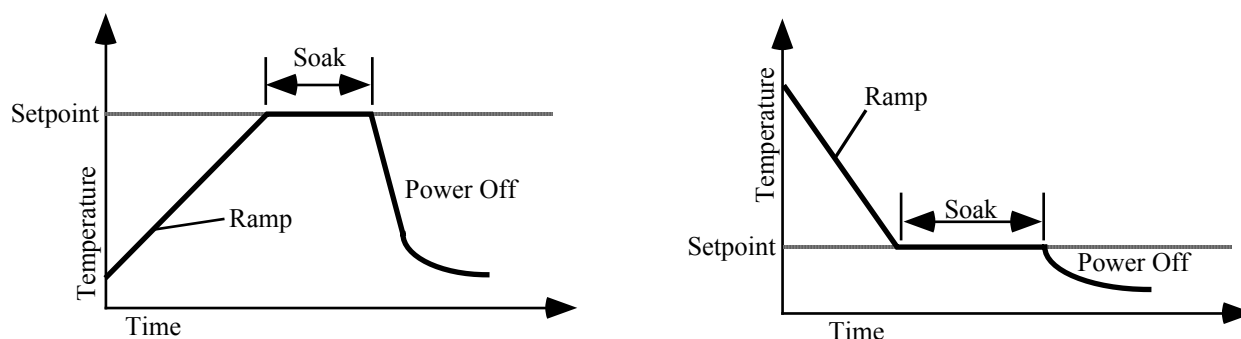 Soak
Setpoint
Temperature
Ramp
Power Off
Time
Temperature
Ramp
Soak
Setpoint
Power Off
Time